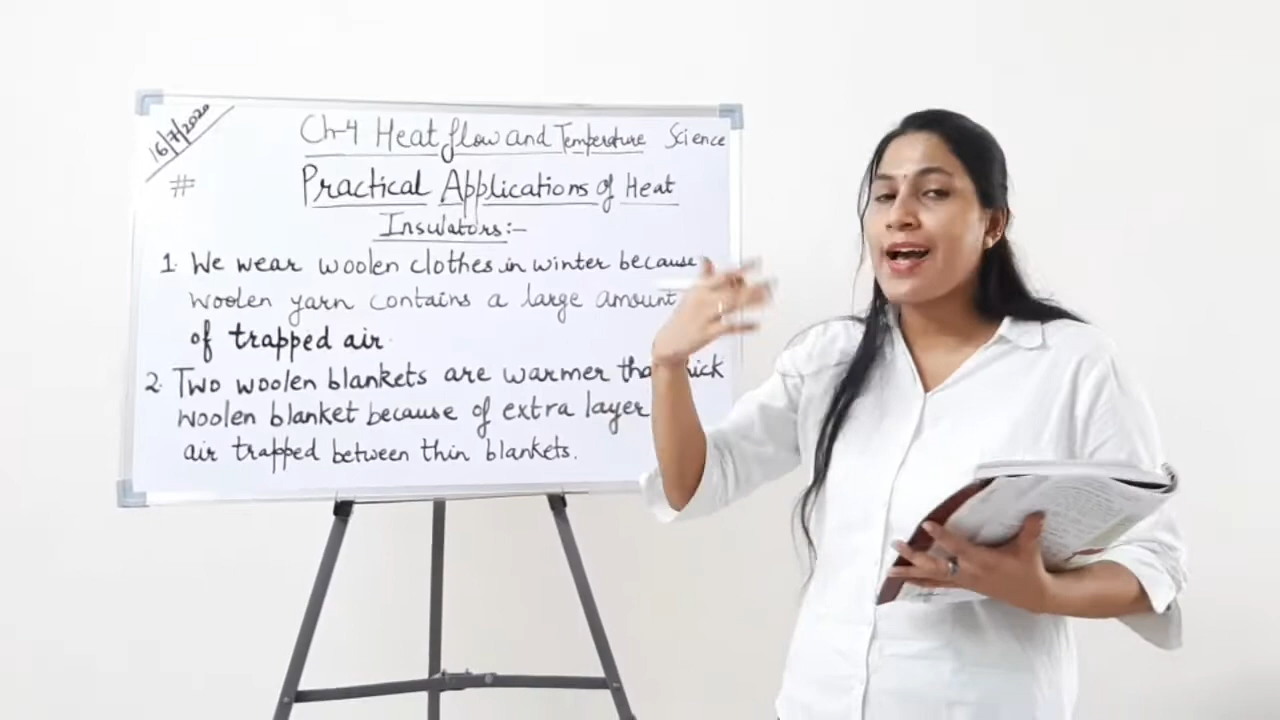 16/7/2020
Ch-4 Heat flow and Temperature Science
# Practical Applications of Heat
Insulators:-
1. We wear woolen clothes in winter because
woolen yarn contains a large amount
of trapped air.
2. Two woolen blankets are warmer
woolen blanket because of extra layer
air trapped between thin blankets.